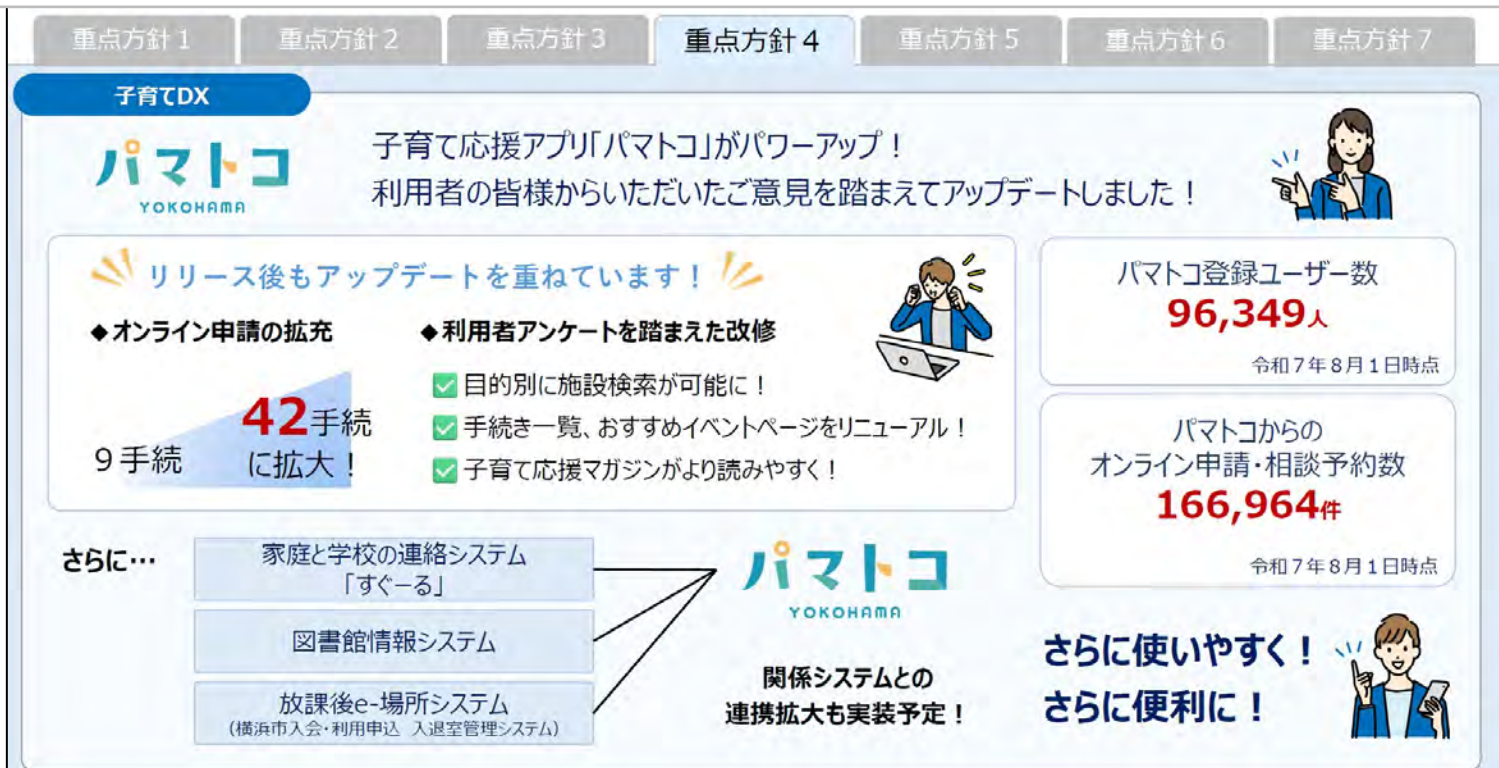 重点方針1
重点方針2
重点方針3
重点方針4
重点方針5
重点方針6
重点方針7
子育てDX
パマトコ
YOKOHAMA
子育て応援アプリ「パマトコ」がパワーアップ！
利用者の皆様からいただいたご意見を踏まえてアップデートしました！
リリース後もアップデートを重ねています！
◆オンライン申請の拡充
9手続
42手続
に拡大！
◆利用者アンケートを踏まえた改修
✅目的別に施設検索が可能に！
✅手続き一覧、おすすめイベントページをリニューアル！
✅子育て応援マガジンがより読みやすく！
パマトコ登録ユーザー数
96,349人
令和7年8月1日時点
パマトコからの
オンライン申請・相談予約数
166,964件
令和7年8月1日時点
さらに…
家庭と学校の連絡システム
「すぐーる」
図書館情報システム
放課後e-場所システム
(横浜市入会・利用申込 入退室管理システム)
パマトコ
YOKOHAMA
関係システムとの
連携拡大も実装予定！
さらに使いやすく！
さらに便利に！